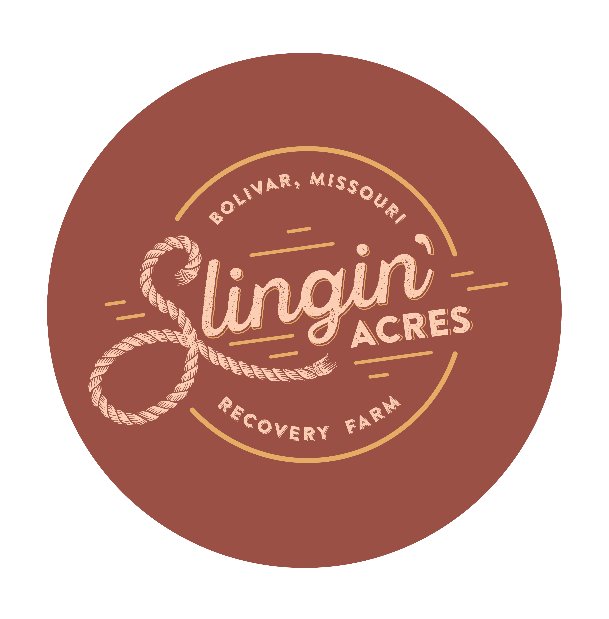 BOLIVAR, MISSOURI
Slingin'
ACRES
RECOVERY FARM